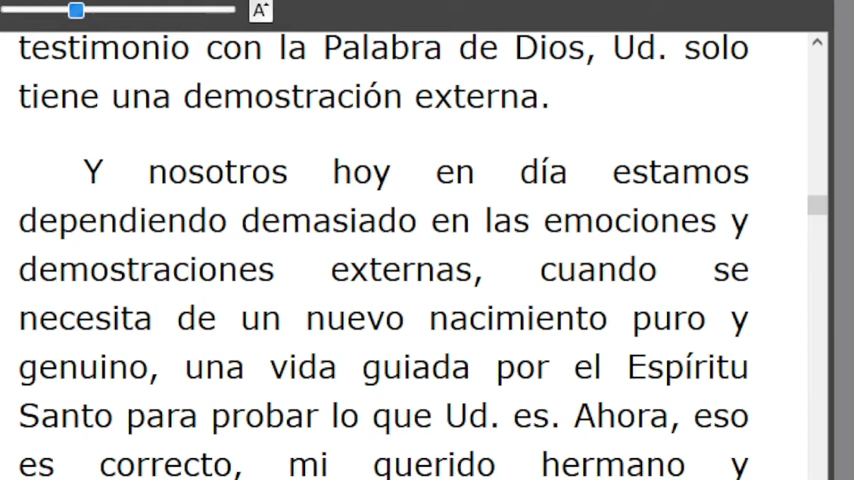 A
testimonio con la Palabra de Dios, Ud. solo
tiene una demostración externa.
Y nosotros hoy en día estamos
dependiendo demasiado en las emociones y
demostraciones externas, cuando se
necesita de un nuevo nacimiento puro y
genuino, una vida guiada por el Espíritu
Santo para probar lo que Ud. es. Ahora, eso
es correcto, mi querido hermano y